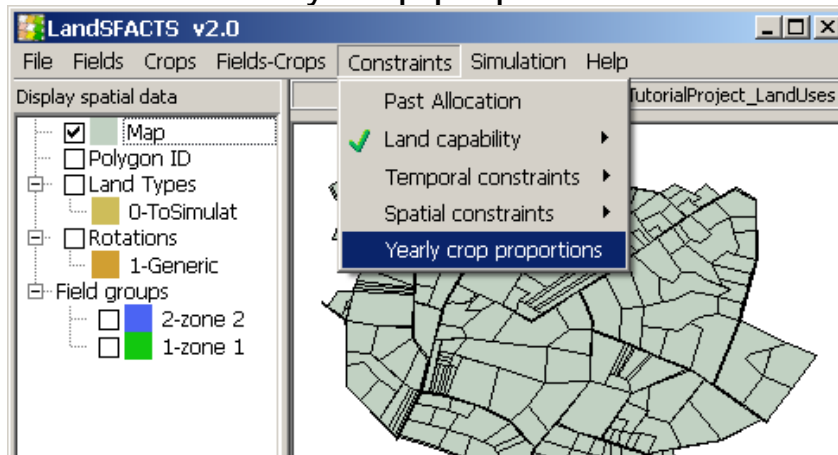 LandSFACTS v2.0
File Fields Crops Fields-Crops Constraints Simulation Help
Display spatial data
TutorialProject_LandUses
Map
Polygon ID
Land Types
0-ToSimulat
Rotations
1-Generic
Field groups
2-zone 2
1-zone 1
Past Allocation
Land capability
Temporal constraints
Spatial constraints
Yearly crop proportions